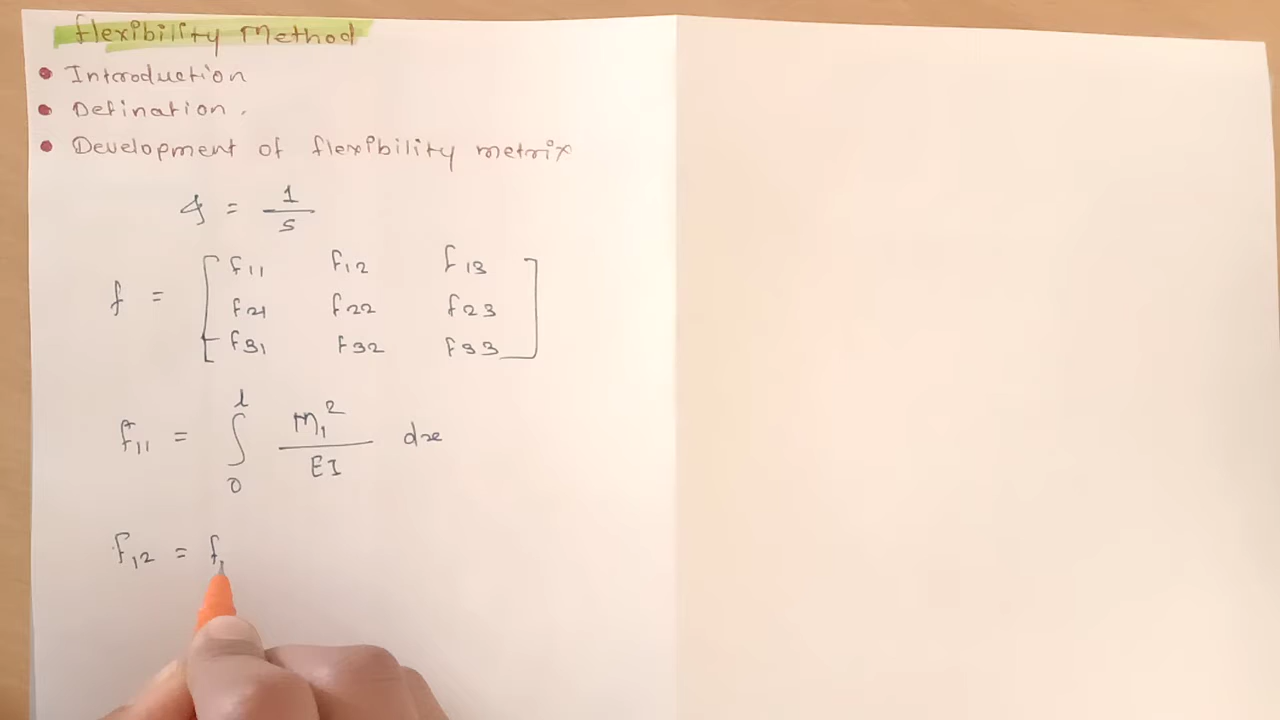 flexibility Method
• Introduction
• Defination.
• Development of flexibility metrix
f = 1/s
f = [f11 f12 f13
f21 f22 f23
f31 f32 f33]
f11 = ∫₀ˡ m₁²/EI dx
f12 = f